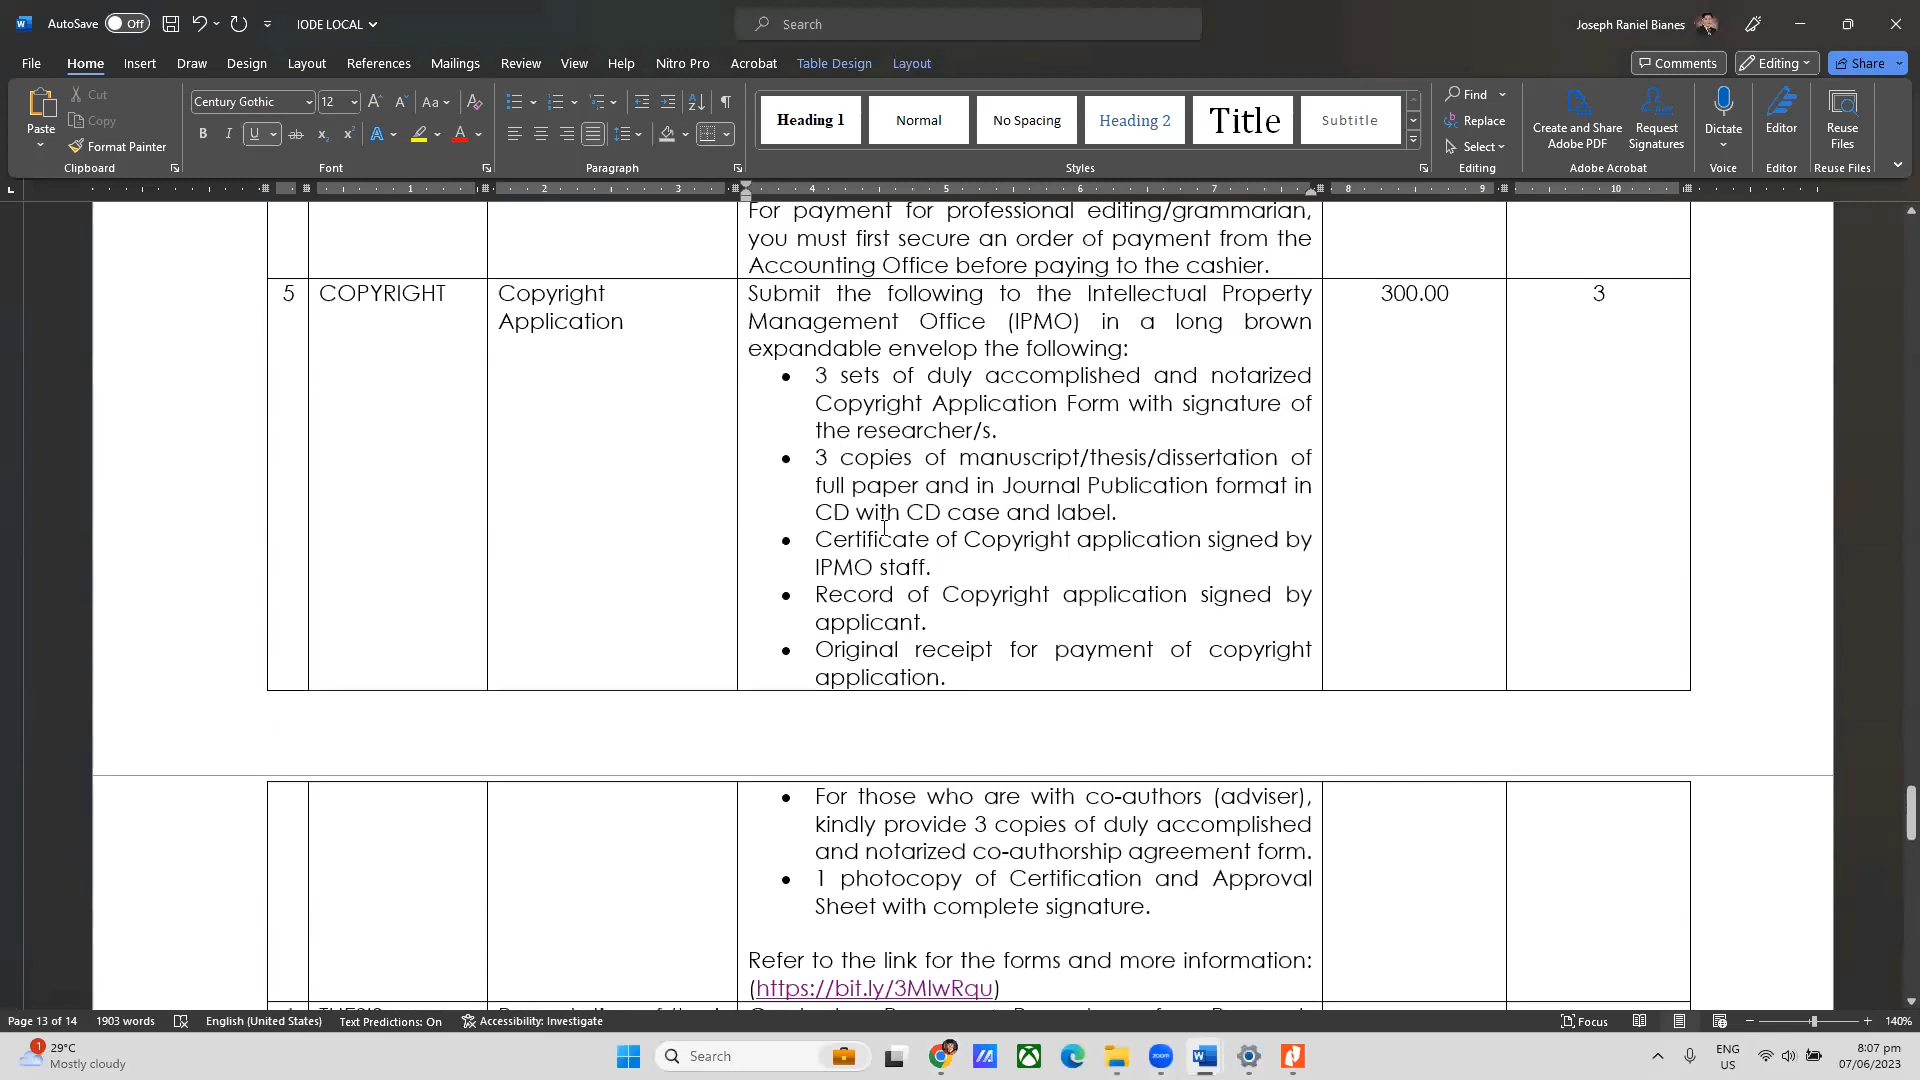 AutoSave Off IODE LOCAL Search Joseph Raniel Bianes
File Home Insert Draw Design Layout References Mailings Review View Help Nitro Pro Acrobat Table Design Layout Comments Editing Share
Paste Cut Copy Format Painter Clipboard
Century Gothic 12 Font
Paragraph
Heading 1 Normal No Spacing Heading 2 Title Subtitle Styles
Find Replace Select Editing
Create and Share Adobe PDF Request Signatures Adobe Acrobat
Dictate Voice
Editor Editor
Reuse Files Reuse Files
1 2 3 4 5 6 7 8 9 10
For payment for professional editing/grammarian,
you must first secure an order of payment from the
Accounting Office before paying to the cashier.
5 COPYRIGHT Copyright Application
Submit the following to the Intellectual Property
Management Office (IPMO) in a long brown
expandable envelop the following:
• 3 sets of duly accomplished and notarized
Copyright Application Form with signature of
the researcher/s.
• 3 copies of manuscript/thesis/dissertation of
full paper and in Journal Publication format in
CD with CD case and label.
• Certificate of Copyright application signed by
IPMO staff.
• Record of Copyright application signed by
applicant.
• Original receipt for payment of copyright
application.
300.00 3
• For those who are with co-authors (adviser),
kindly provide 3 copies of duly accomplished
and notarized co-authorship agreement form.
• 1 photocopy of Certification and Approval
Sheet with complete signature.
Refer to the link for the forms and more information:
(https://bit.ly/3MlwRqu)
Page 13 of 14 1903 words English (United States) Text Predictions: On Accessibility: Investigate Focus 140%
1 29°C Mostly cloudy Search zoom ENG US 8:07 pm 07/06/2023